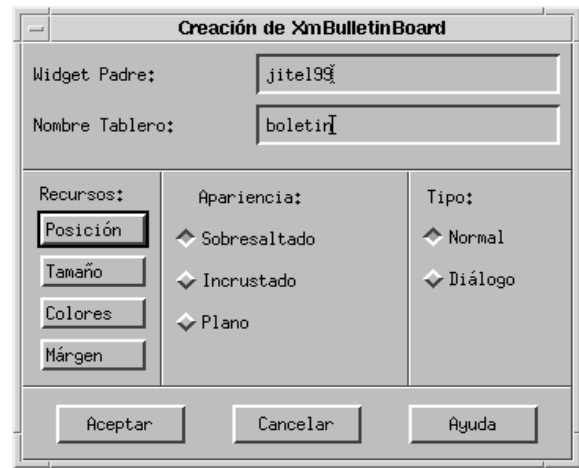 Creación de XmBulletinBoard
Widget Padre: jitel99
Nombre Tablero: boletin
Recursos:
Posición
Tamaño
Colores
Márgen
Apariencia:
Sobresaltado
Incrustado
Plano
Tipo:
Normal
Diálogo
Aceptar
Cancelar
Ayuda